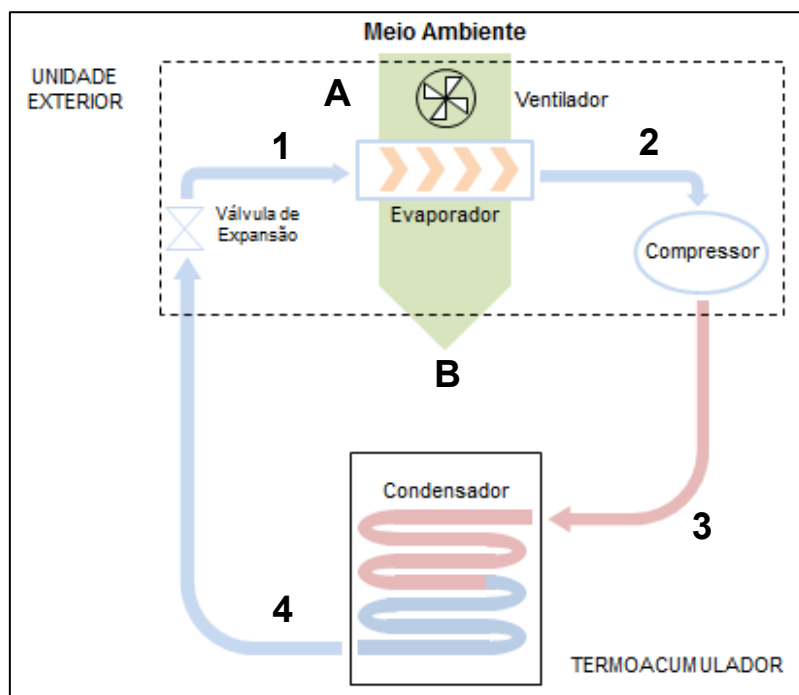 Meio Ambiente
UNIDADE
EXTERIOR
A
Ventilador
1
2
Válvula de
Expansão
Evaporador
Compressor
B
Condensador
3
4
TERMOACUMULADOR